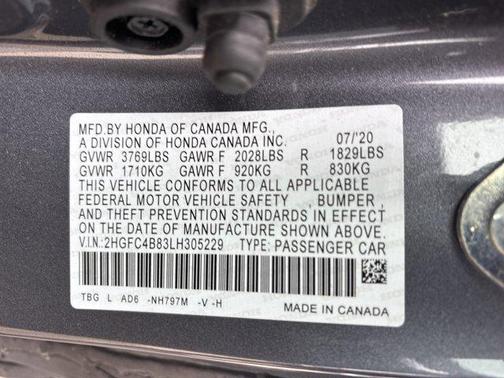 MFD.BY HONDA OF CANADA MFG.,
A DIVISION OF HONDA CANADA INC. 07/'20
GVWR 3769LBS GAWR F 2028LBS R 1829LBS
GVWR 1710KG GAWR F 920KG R 830KG
THIS VEHICLE CONFORMS TO ALL APPLICABLE
FEDERAL MOTOR VEHICLE SAFETY , BUMPER,
AND THEFT PREVENTION STANDARDS IN EFFECT
ON THE DATE OF MANUFACTURE SHOWN ABOVE.
V.I.N: 2HGFC4B83LH305229 TYPE: PASSENGER CAR
TBG L AD6 -NH797M -V -H
MADE IN CANADA